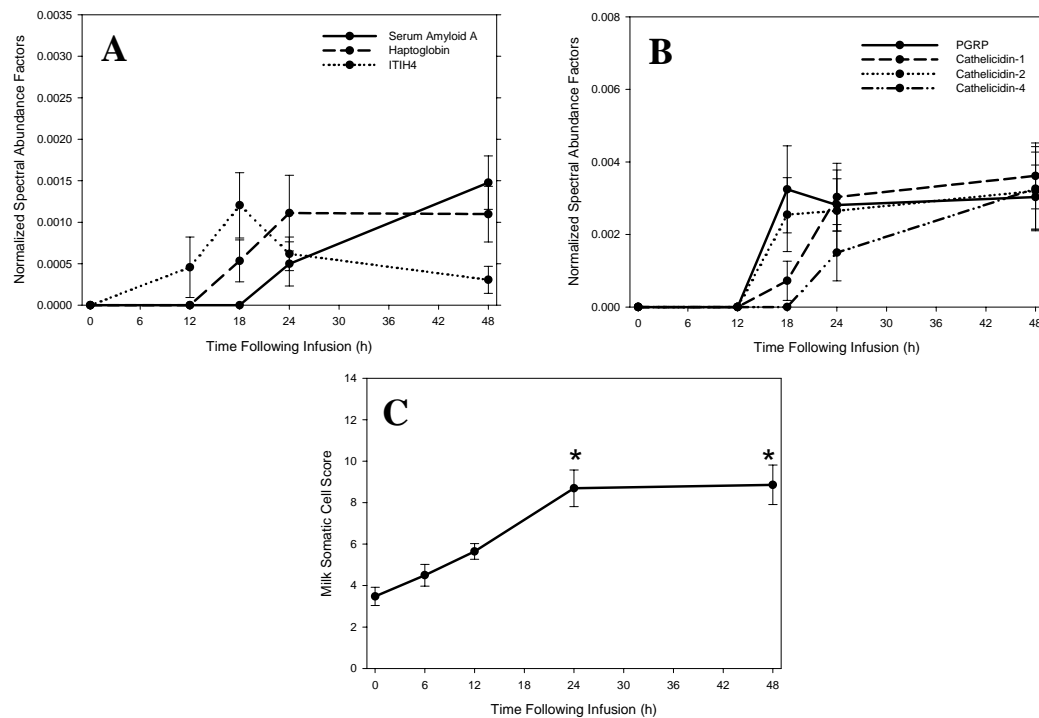 A
Serum Amyloid A
Haptoglobin
ITIH4
Normalized Spectral Abundance Factors
0.0035
0.0030
0.0025
0.0020
0.0015
0.0010
0.0005
0.0000
0 6 12 18 24 30 36 42 48
Time Following Infusion (h)
B
PGRP
Cathelicidin-1
Cathelicidin-2
Cathelicidin-4
Normalized Spectral Abundance Factors
0.008
0.006
0.004
0.002
0.000
0 6 12 18 24 30 36 42 48
Time Following Infusion (h)
C
Milk Somatic Cell Score
14
12
10
8
6
4
2
0
* *
0 6 12 18 24 30 36 42 48
Time Following Infusion (h)